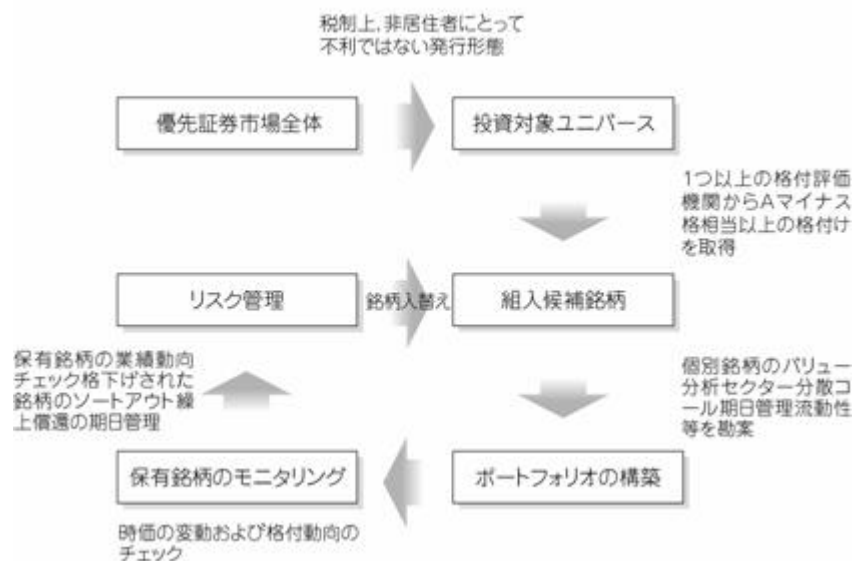 税制上，非居住者にとって
不利ではない発行形態
優先証券市場全体
投資対象ユニバース
1つ以上の格付評価
機関からAマイナス
格相当以上の格付け
を取得
リスク管理
銘柄入替え
組入候補銘柄
保有銘柄の業績動向
チェック格下げされた
銘柄のソートアウト繰
上償還の期日管理
個別銘柄のバリュー
分析セクター分散コ
ール期日管理流動性
等を勘案
保有銘柄のモニタリング
ポートフォリオの構築
時価の変動および格付動向の
チェック